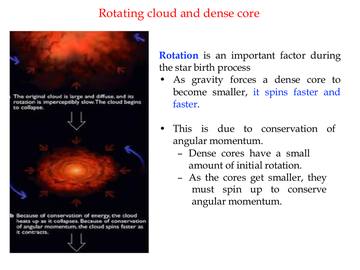 Rotating cloud and dense core
The original cloud is large and diffuse, and its
rotation is imperceptibly slow. The cloud begins
to collapse.
b Because of conservation of energy, the cloud
heats up as it collapses. Because of conservation
of angular momentum, the cloud spins faster as
it contracts.
Rotation is an important factor during
the star birth process
• As gravity forces a dense core to
become smaller, it spins faster and
faster.
• This is due to conservation of
angular momentum.
– Dense cores have a small
amount of initial rotation.
– As the cores get smaller, they
must spin up to conserve
angular momentum.